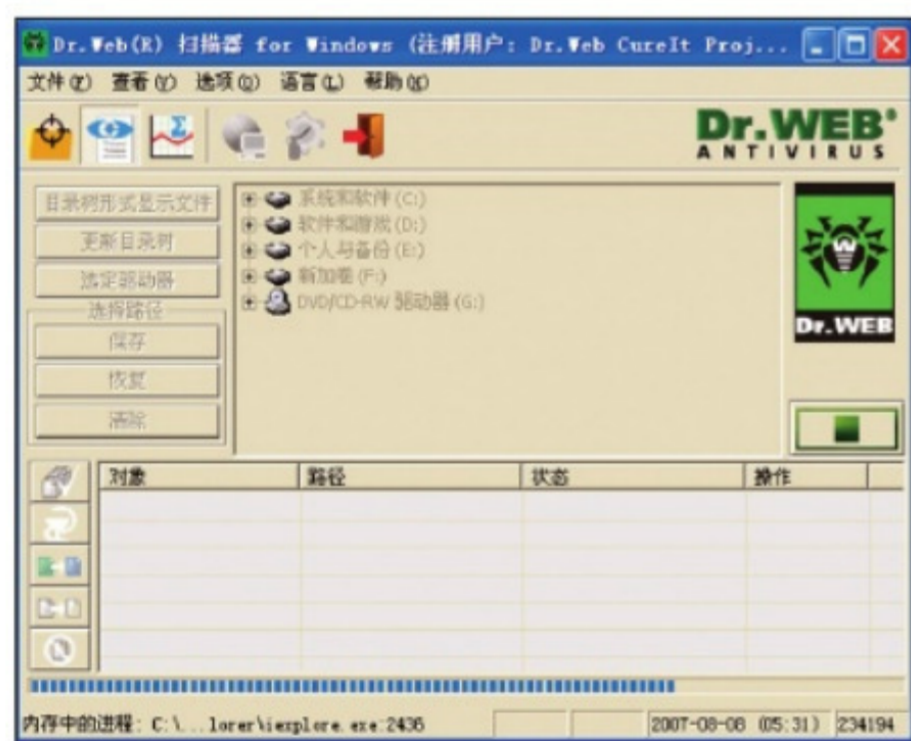 Dr.Web(R) 扫描器 for Windows (注册用户: Dr.Web CureIt Proj...
文件(F) 查看(V) 选项(O) 语言(L) 帮助(H)
Dr.WEB
ANTIVIRUS
目录树形式显示文件
更新目录树
选定驱动器
选择路径
保存
恢复
清除
系统和软件 (C:)
软件和游戏 (D:)
个人与备份 (E:)
新加卷 (F:)
DVD/CD-RW 驱动器 (G:)
Dr.WEB
对象 路径 状态 操作
内存中的进程: C:\...lorer\iexplore.exe:2436 2007-08-08 (05:31) 234194